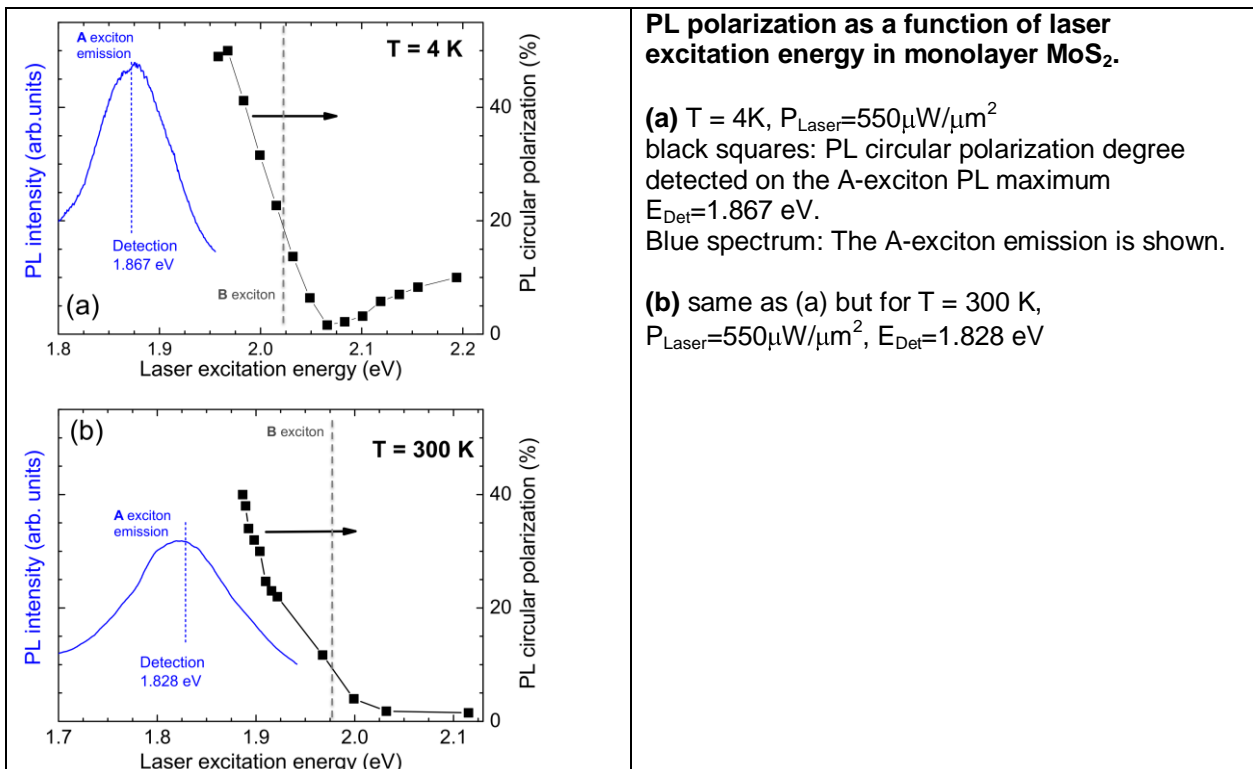 A exciton
emission
T = 4 K
PL intensity (arb.units)
Detection
1.867 eV
B exciton
(a)
40
20
0
PL circular polarization (%)
1.8 1.9 2.0 2.1 2.2
Laser excitation energy (eV)
(b)
B exciton
T = 300 K
PL intensity (arb. units)
A exciton
emission
Detection
1.828 eV
40
20
0
PL circular polarization (%)
1.7 1.8 1.9 2.0 2.1
Laser excitation energy (eV)
PL polarization as a function of laser
excitation energy in monolayer MoS₂.
(a) T = 4K, P_Laser=550μW/μm²
black squares: PL circular polarization degree
detected on the A-exciton PL maximum
E_Det=1.867 eV.
Blue spectrum: The A-exciton emission is shown.
(b) same as (a) but for T = 300 K,
P_Laser=550μW/μm², E_Det=1.828 eV